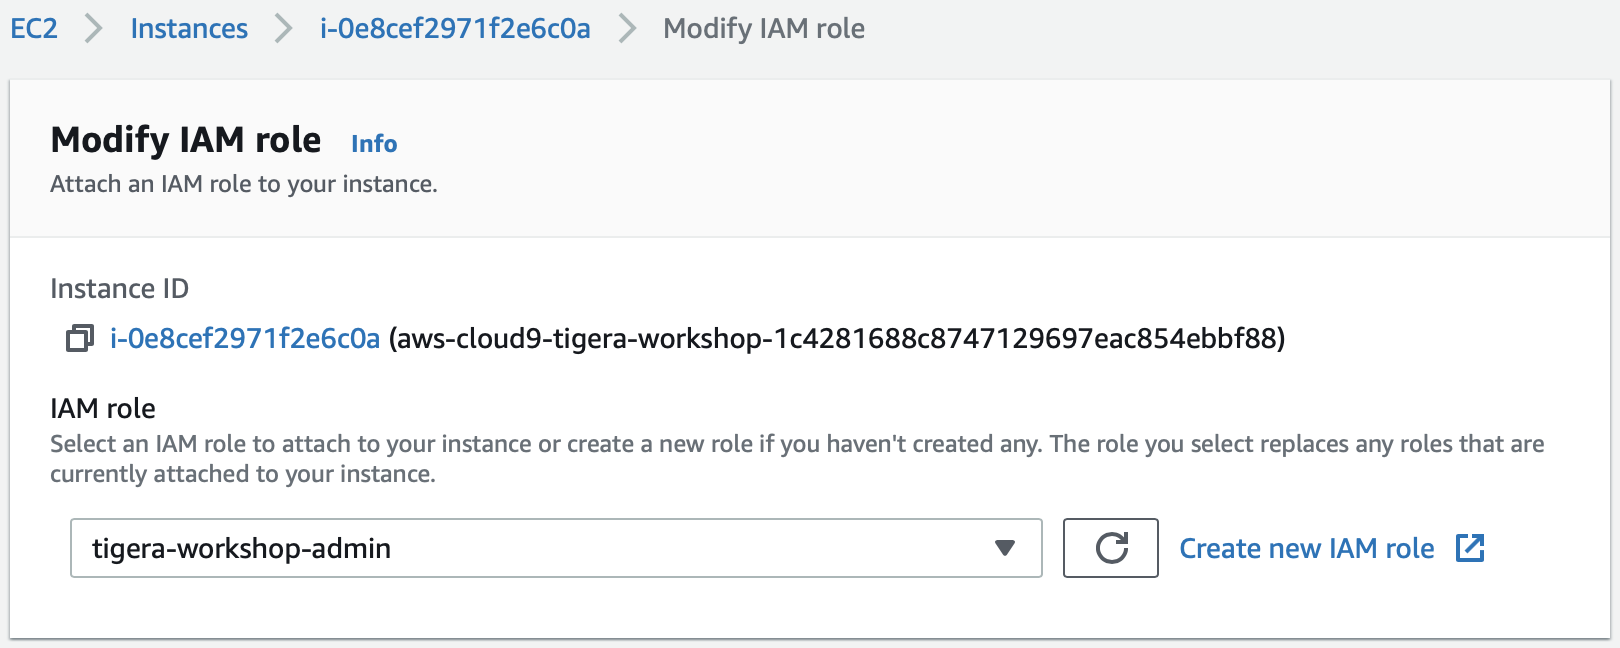 EC2 Instances i-0e8cef2971f2e6c0a Modify IAM role
Modify IAM role Info
Attach an IAM role to your instance.
Instance ID
i-0e8cef2971f2e6c0a (aws-cloud9-tigera-workshop-1c4281688c8747129697eac854ebbf88)
IAM role
Select an IAM role to attach to your instance or create a new role if you haven't created any. The role you select replaces any roles that are
currently attached to your instance.
tigera-workshop-admin Create new IAM role